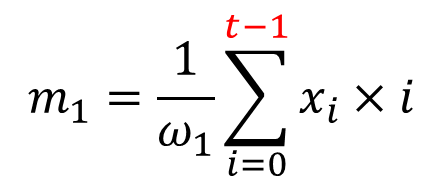 m₁ = 1/ω₁ ∑_{i=0}^{t−1} xᵢ × i